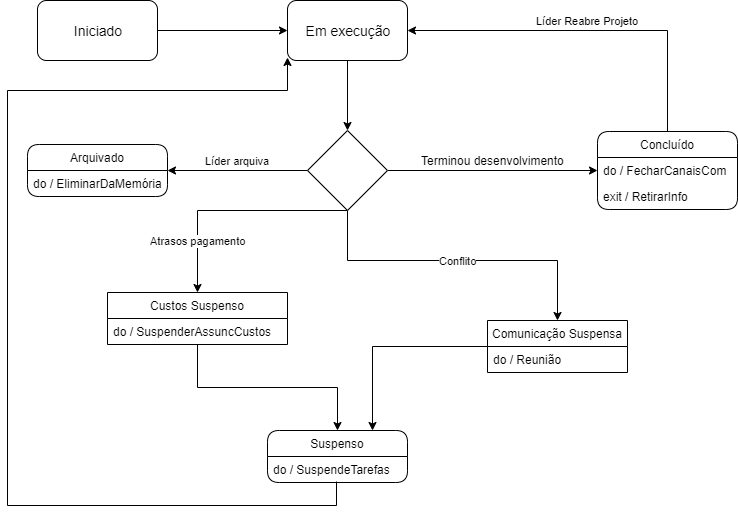 Iniciado
Em execução
Líder Reabre Projeto
Arquivado
do / EliminarDaMemória
Líder arquiva
Terminou desenvolvimento
Concluído
do / FecharCanaisCom
exit / RetirarInfo
Atrasos pagamento
Conflito
Custos Suspenso
do / SuspenderAssuncCustos
Comunicação Suspensa
do / Reunião
Suspenso
do / SuspendeTarefas